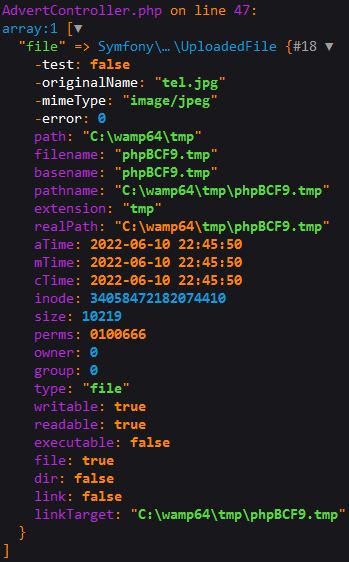 AdvertController.php on line 47:
array:1 [▼
"file" => Symfony\…\UploadedFile {#18 ▼
-test: false
-originalName: "tel.jpg"
-mimeType: "image/jpeg"
-error: 0
path: "C:\wamp64\tmp"
filename: "phpBCF9.tmp"
basename: "phpBCF9.tmp"
pathname: "C:\wamp64\tmp\phpBCF9.tmp"
extension: "tmp"
realPath: "C:\wamp64\tmp\phpBCF9.tmp"
aTime: 2022-06-10 22:45:50
mTime: 2022-06-10 22:45:50
cTime: 2022-06-10 22:45:50
inode: 34058472182074410
size: 10219
perms: 0100666
owner: 0
group: 0
type: "file"
writable: true
readable: true
executable: false
file: true
dir: false
link: false
linkTarget: "C:\wamp64\tmp\phpBCF9.tmp"
}
]